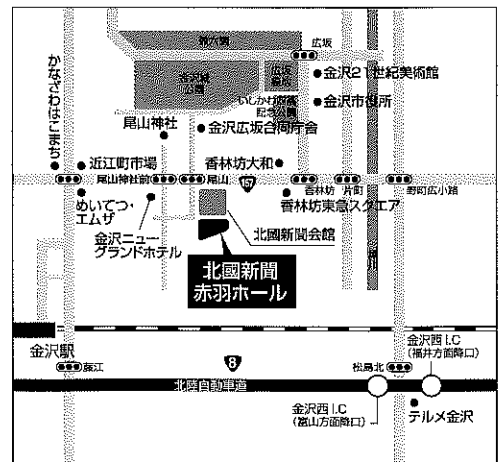 兼六園
広坂
金沢城
公園
広坂
緑地
いしかわ四高
記念公園
金沢21世紀美術館
金沢市役所
尾山神社
金沢広坂合同庁舎
かなざわはこまち
近江町市場
香林坊大和
尾山神社前
尾山
157
香林坊
片町
野町広小路
めいてつ・
エムザ
金沢ニュー
グランドホテル
香林坊東急スクエア
北國新聞会館
北國新聞
赤羽ホール
金沢駅
藤江
8
松島北
金沢西I.C
(福井方面降口)
北陸自動車道
金沢西I.C
(富山方面降口)
テルメ金沢